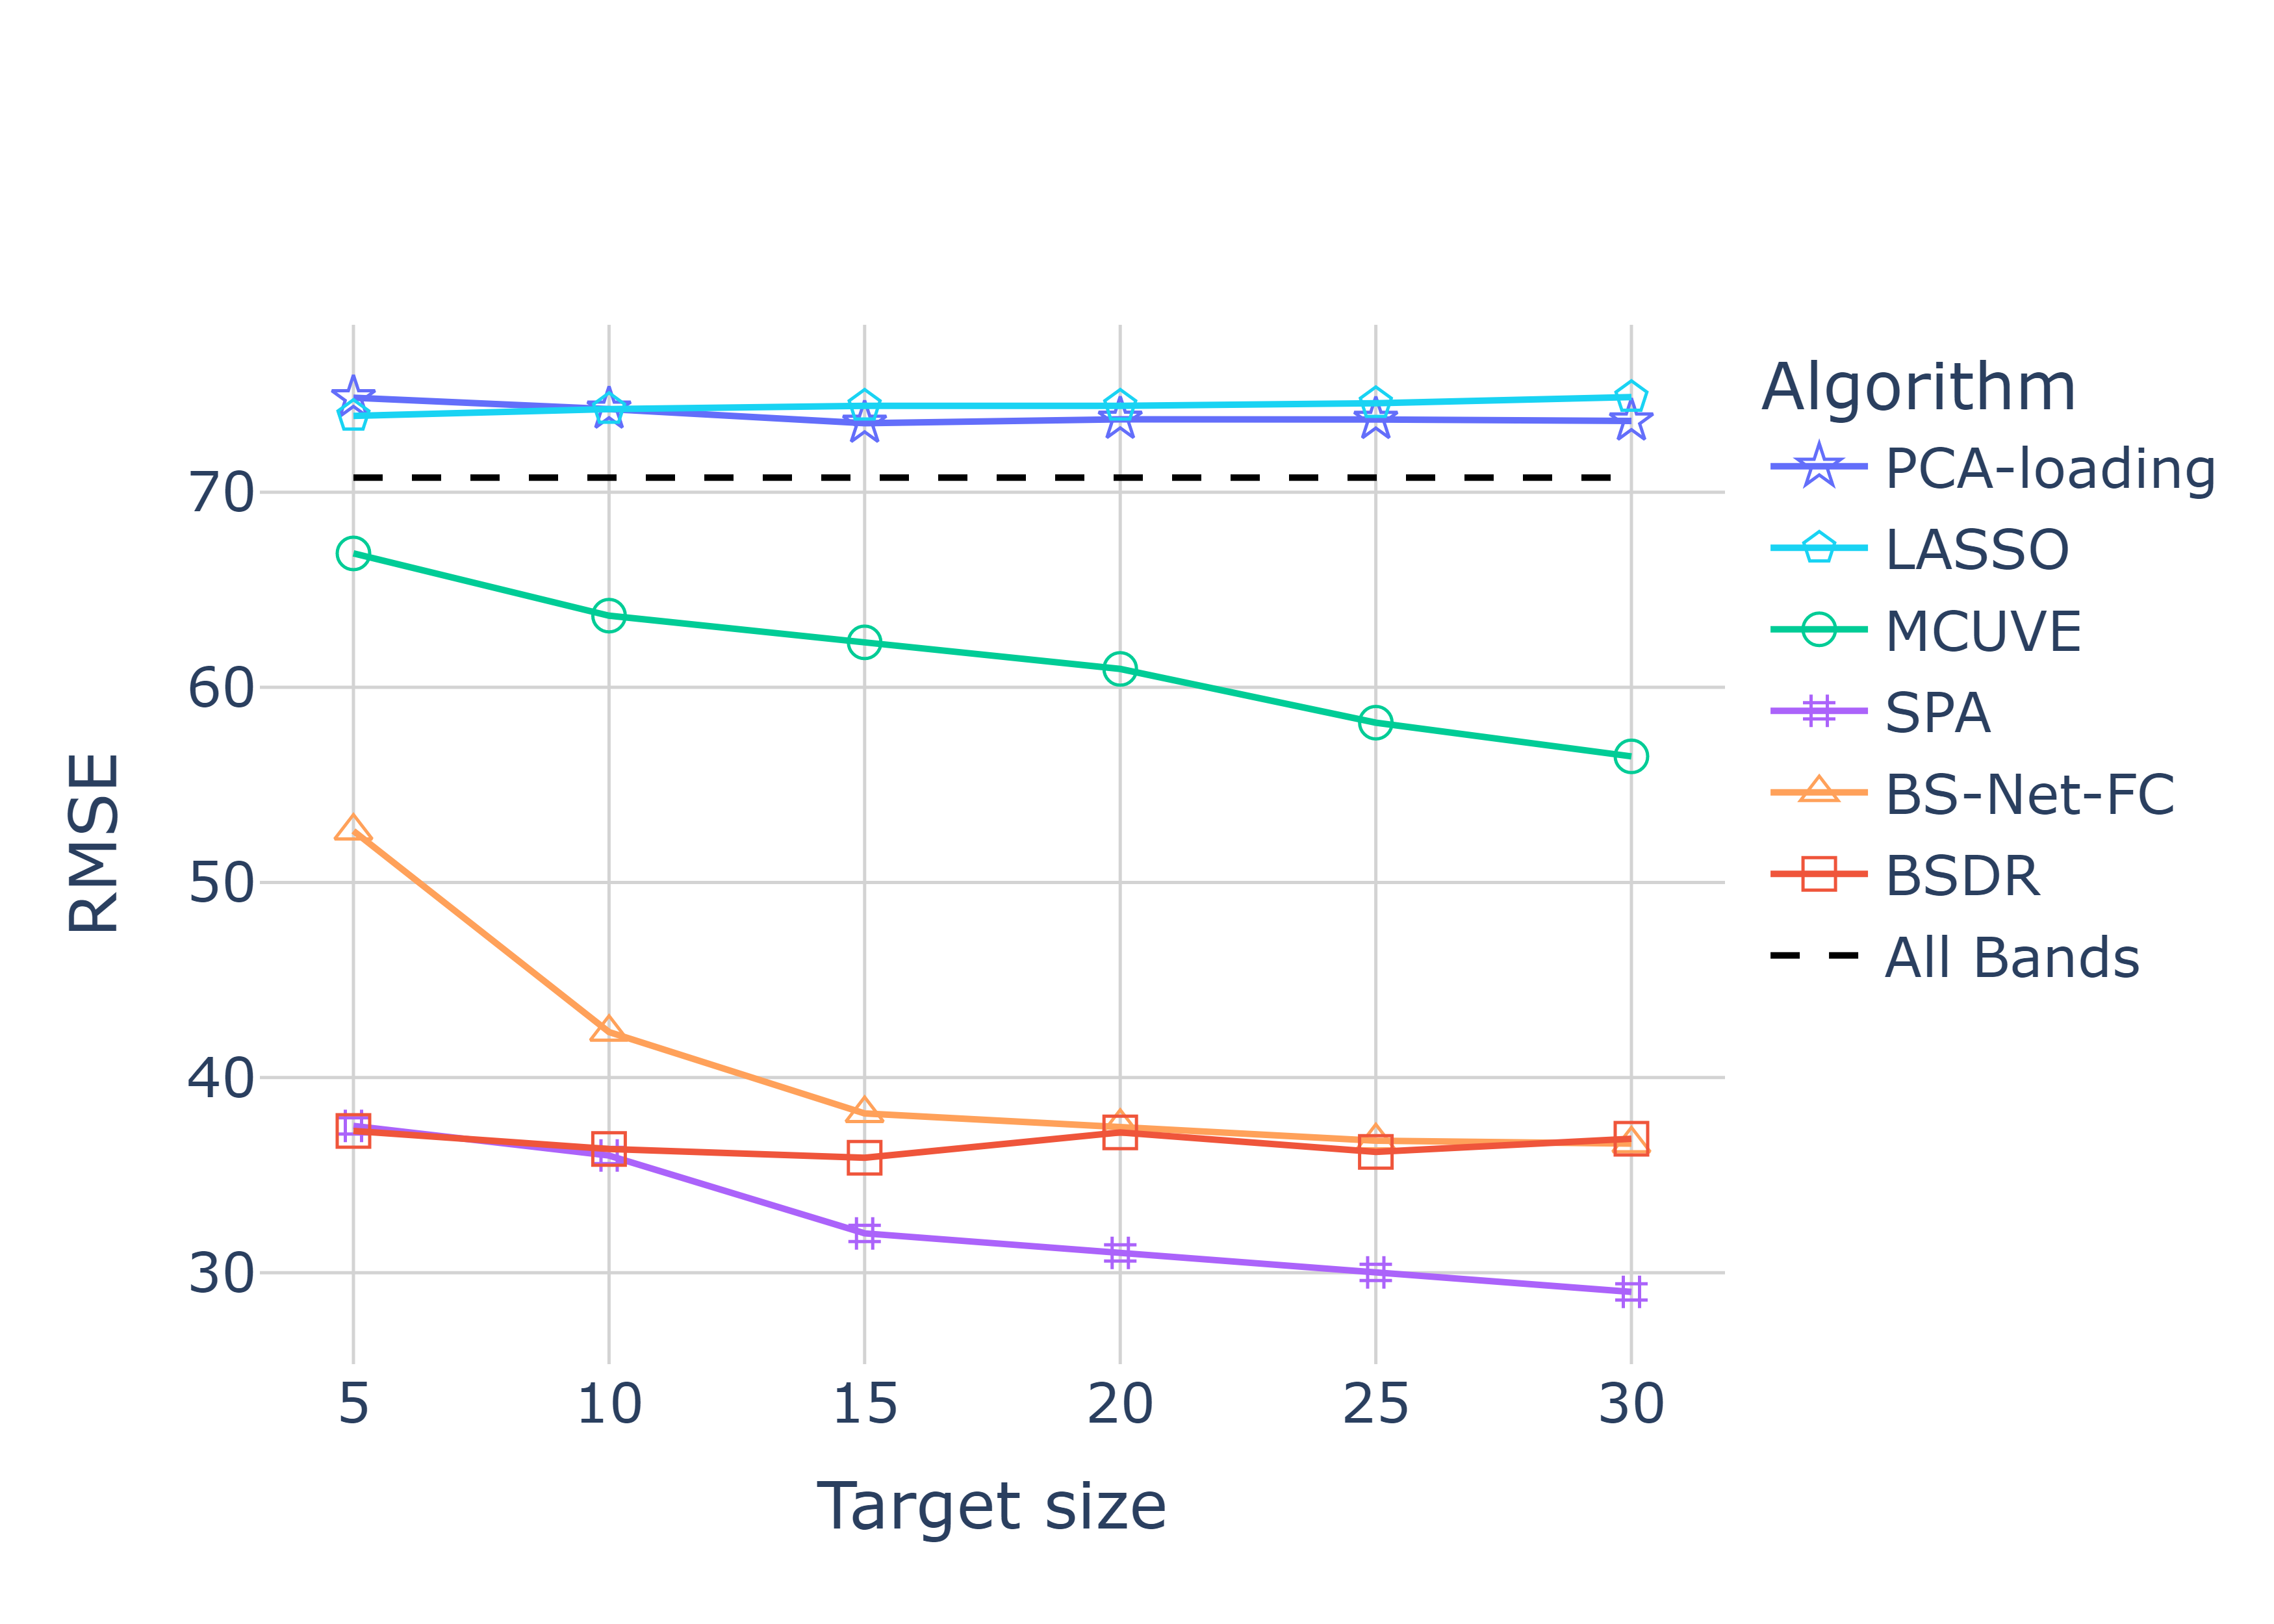 RMSE
70
60
50
40
30
5 10 15 20 25 30
Target size
Algorithm
PCA-loading
LASSO
MCUVE
SPA
BS-Net-FC
BSDR
All Bands